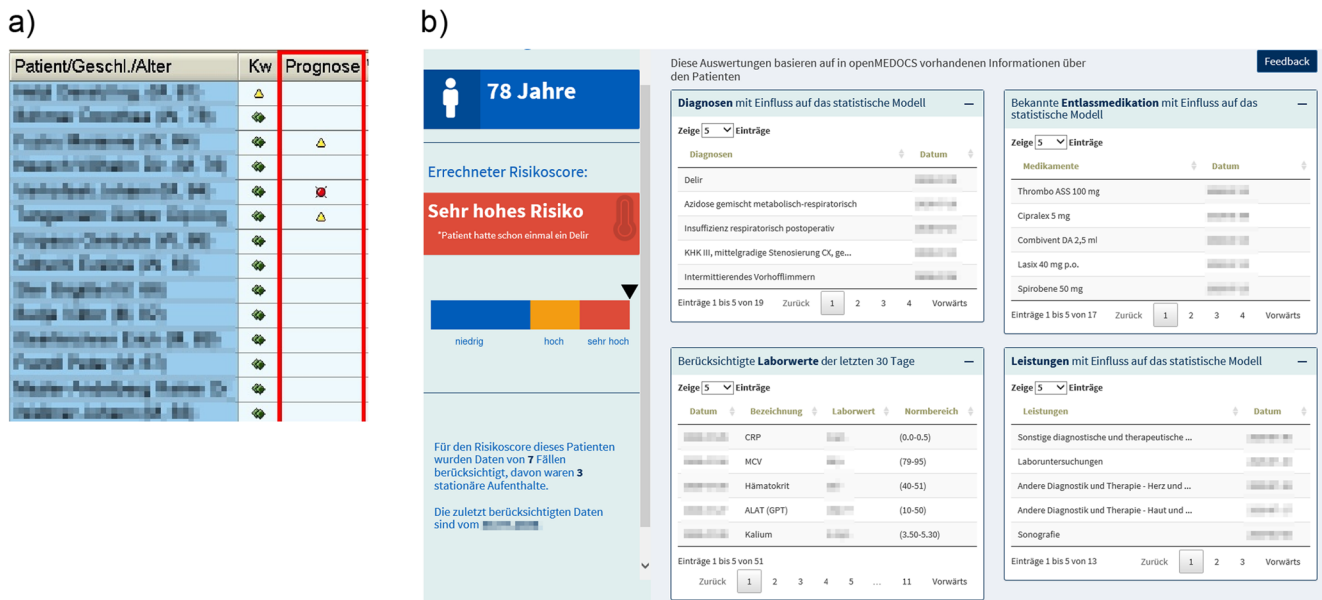 a)
Patient/Geschl./Alter Kw Prognose
b)
78 Jahre
Errechneter Risikoscore:
Sehr hohes Risiko
*Patient hatte schon einmal ein Delir
niedrig hoch sehr hoch
Für den Risikoscore dieses Patienten
wurden Daten von 7 Fällen
berücksichtigt, davon waren 3
stationäre Aufenthalte.
Die zuletzt berücksichtigten Daten
sind vom
Diese Auswertungen basieren auf in openMEDOCS vorhandenen Informationen über
den Patienten
Feedback
Diagnosen mit Einfluss auf das statistische Modell
Zeige 5 Einträge
Diagnosen Datum
Delir
Azidose gemischt metabolisch-respiratorisch
Insuffizienz respiratorisch postoperativ
KHK III, mittelgradige Stenosierung CX, ge...
Intermittierendes Vorhofflimmern
Einträge 1 bis 5 von 19 Zurück 1 2 3 4 Vorwärts
Bekannte Entlassmedikation mit Einfluss auf das
statistische Modell
Zeige 5 Einträge
Medikamente Datum
Thrombo ASS 100 mg
Cipralex 5 mg
Combivent DA 2,5 ml
Lasix 40 mg p.o.
Spirobene 50 mg
Einträge 1 bis 5 von 17 Zurück 1 2 3 4 Vorwärts
Berücksichtigte Laborwerte der letzten 30 Tage
Zeige 5 Einträge
Datum Bezeichnung Laborwert Normbereich
CRP (0.0-0.5)
MCV (79-95)
Hämatokrit (40-51)
ALAT (GPT) (10-50)
Kalium (3.50-5.30)
Einträge 1 bis 5 von 51
Zurück 1 2 3 4 5 ... 11 Vorwärts
Leistungen mit Einfluss auf das statistische Modell
Zeige 5 Einträge
Leistungen Datum
Sonstige diagnostische und therapeutische ...
Laboruntersuchungen
Andere Diagnostik und Therapie - Herz und ...
Andere Diagnostik und Therapie - Haut und ...
Sonografie
Einträge 1 bis 5 von 13 Zurück 1 2 3 Vorwärts